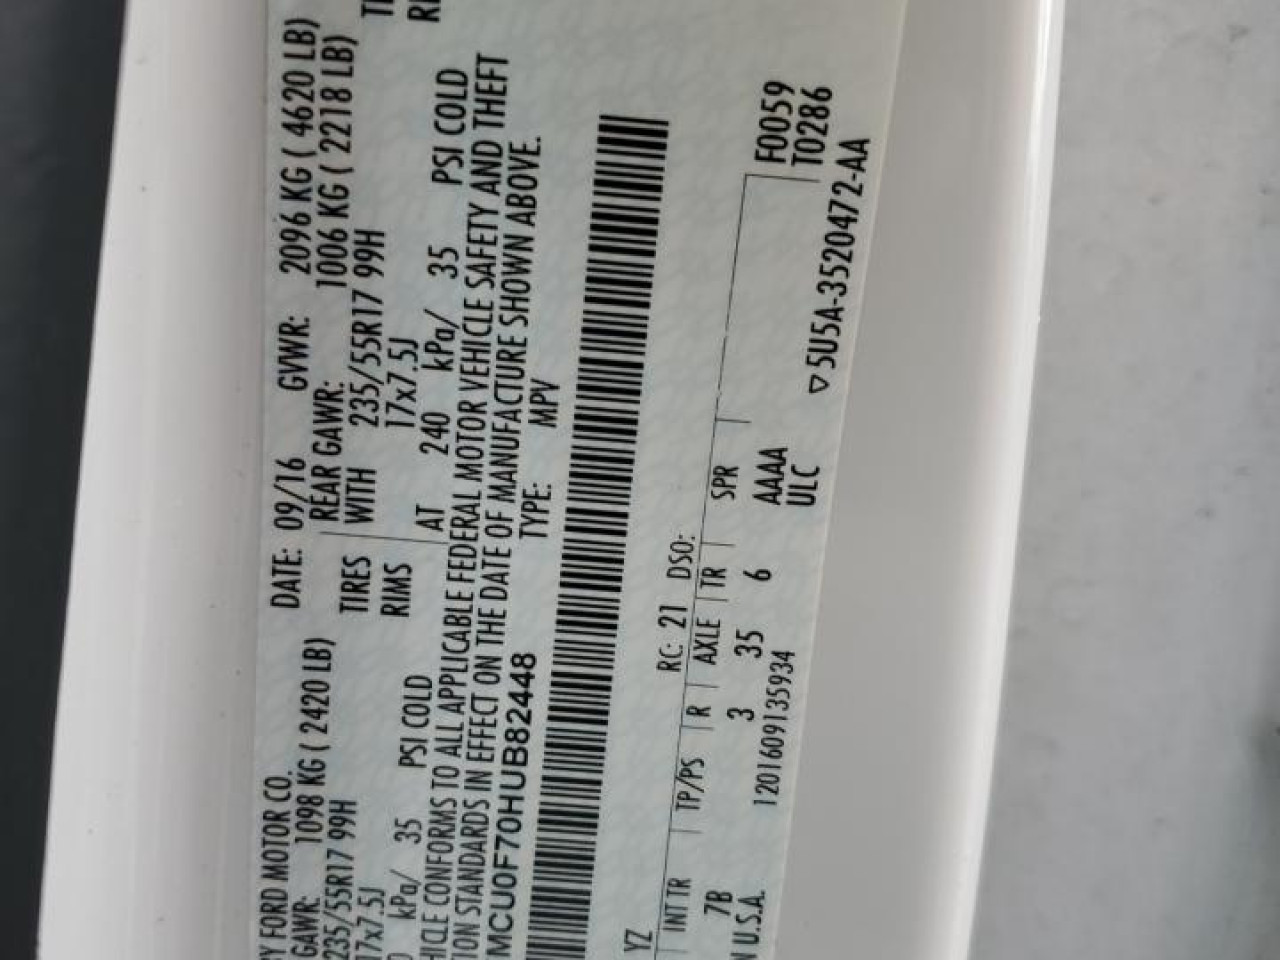 Y FORD MOTOR CO. DATE: 09/16 GVWR: 2096 KG ( 4620 LB)
GAWR: 1098 KG ( 2420 LB) REAR GAWR: 1006 KG ( 2218 LB)
235/55R17 99H TIRES WITH 235/55R17 99H
17x7.5J RIMS 17x7.5J
kPa/ 35 PSI COLD AT 240 kPa/ 35 PSI COLD
HICLE CONFORMS TO ALL APPLICABLE FEDERAL MOTOR VEHICLE SAFETY AND THEFT
TION STANDARDS IN EFFECT ON THE DATE OF MANUFACTURE SHOWN ABOVE.
MCU0F70HUB82448 TYPE: MPV
YZ RC: 21 DSO: F0059
INT TR TP/PS R AXLE TR SPR T0286
7B 3 35 6 AAAA
N U.S.A. 1201609135934 ULC
▽5U5A-3520472-AA